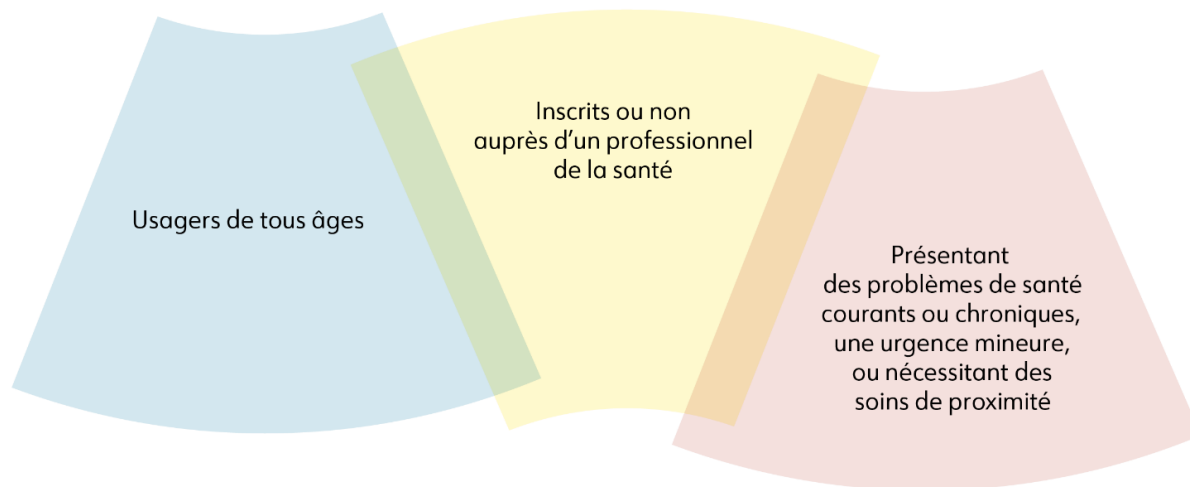 Usagers de tous âges
Inscrits ou non
auprès d’un professionnel
de la santé
Présentant
des problèmes de santé
courants ou chroniques,
une urgence mineure,
ou nécessitant des
soins de proximité